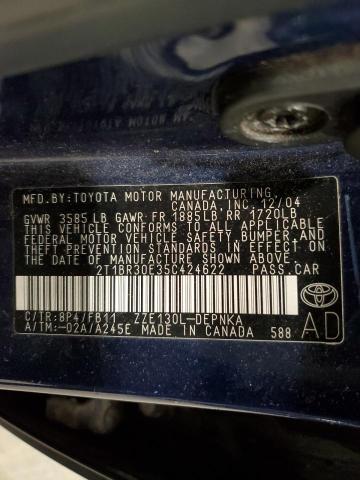 MFD.BY:TOYOTA MOTOR MANUFACTURING
CANADA, INC. 12/04
GVWR 3585 LB GAWR FR 1885LB RR 1720LB
THIS VEHICLE CONFORMS TO ALL APPLICABLE
FEDERAL MOTOR VEHICLE SAFETY BUMPER, AND
THEFT PREVENTION STANDARDS IN EFFECT ON
THE DATE OF MANUFACTURE SHOWN ABOVE.
2T1BR30E35C424622 PASS.CAR
C/TR:8P4/FB11 ZZE130L-DEPNKA
A/TM:-02A/A245E MADE IN CANADA 588
AD
TOYOTA